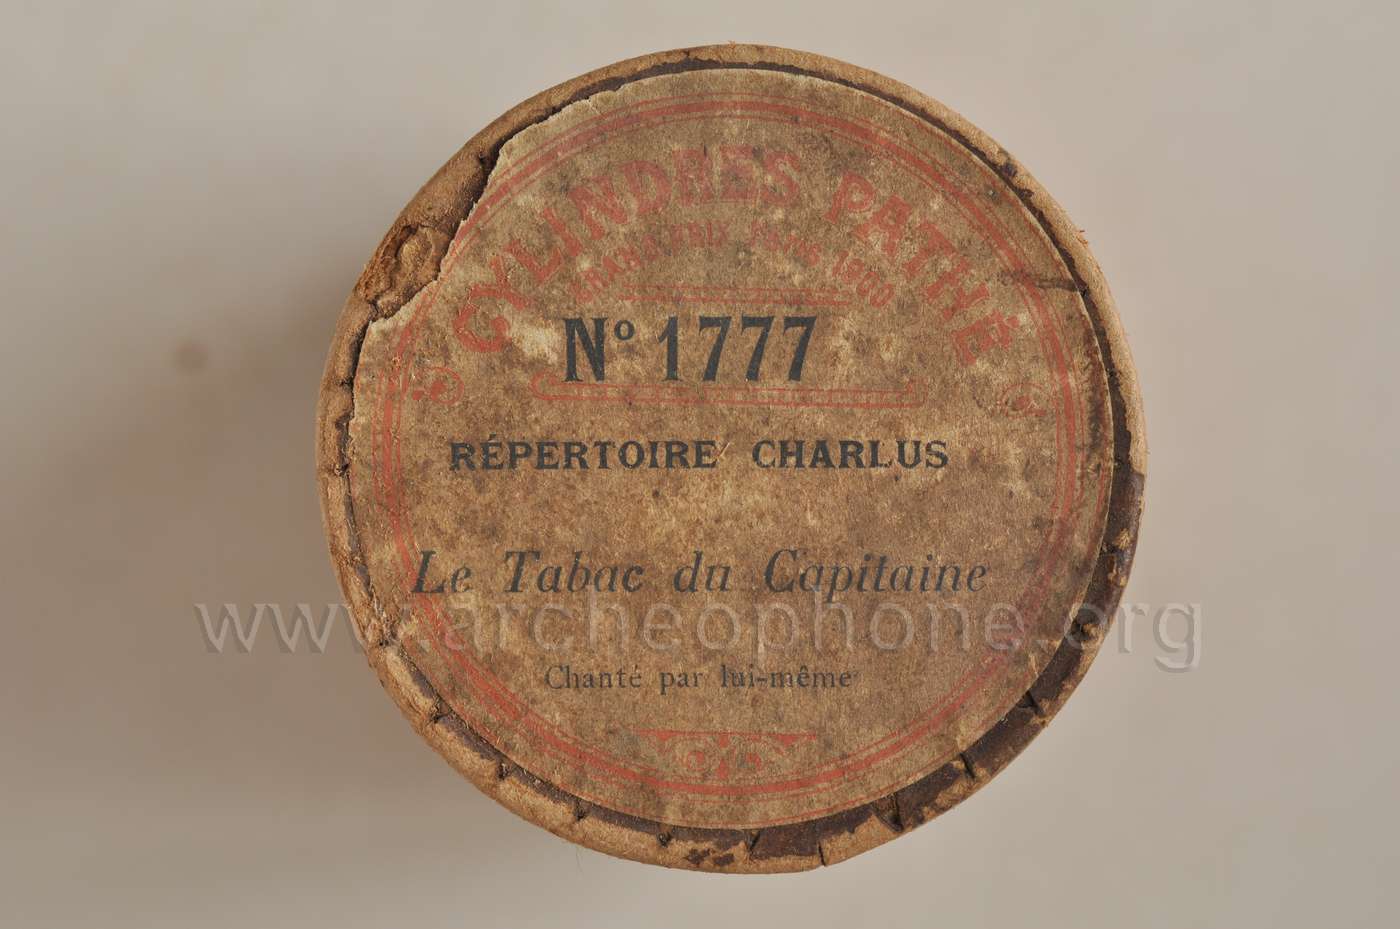 CYLINDRES PATHÉ
GRAND PRIX PARIS 1900
Nº 1777
RÉPERTOIRE CHARLUS
Le Tabac du Capitaine
www.archeophone.org
Chanté par lui-même